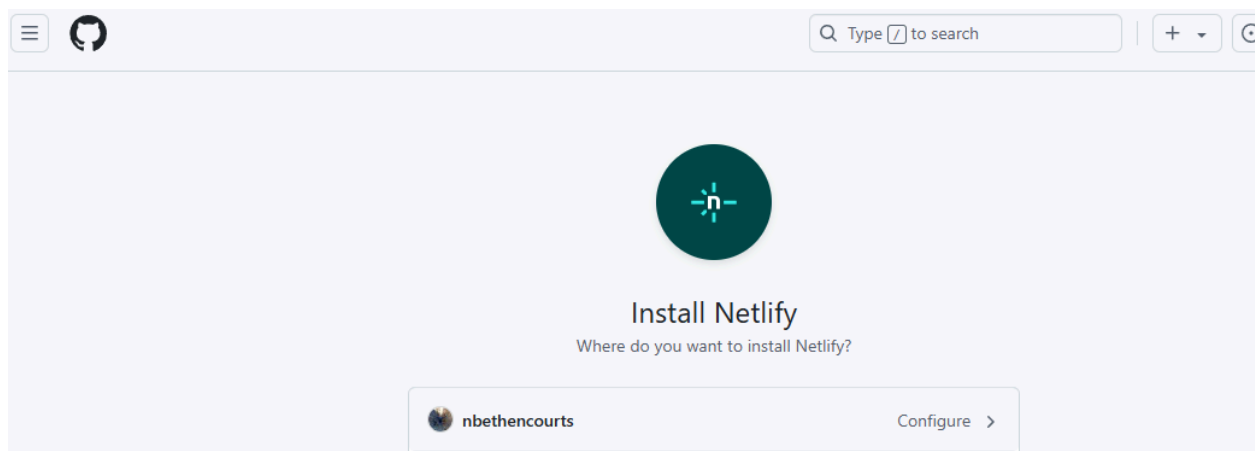 Type / to search
n
Install Netlify
Where do you want to install Netlify?
nbethencourts Configure